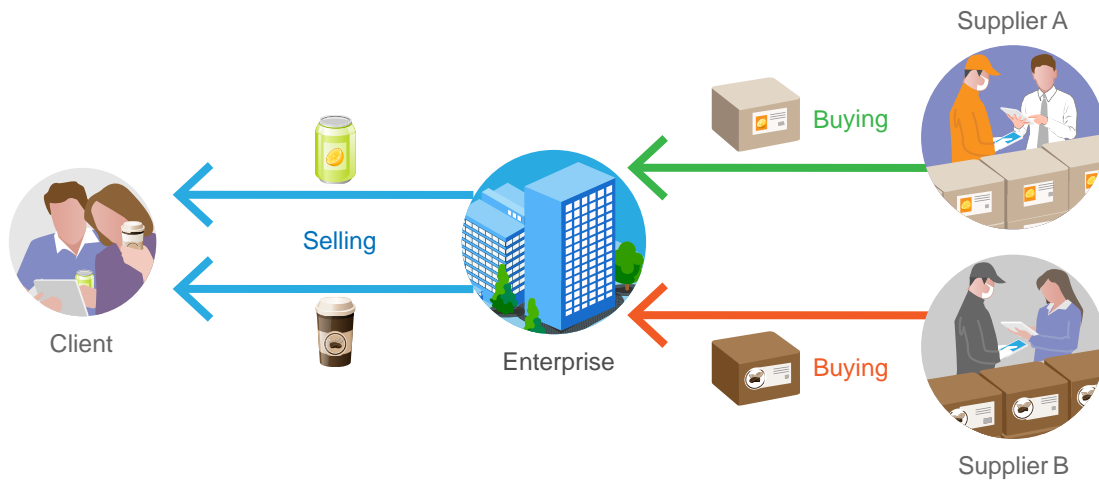 Supplier A
Buying
Selling
Client
Enterprise
Buying
Supplier B